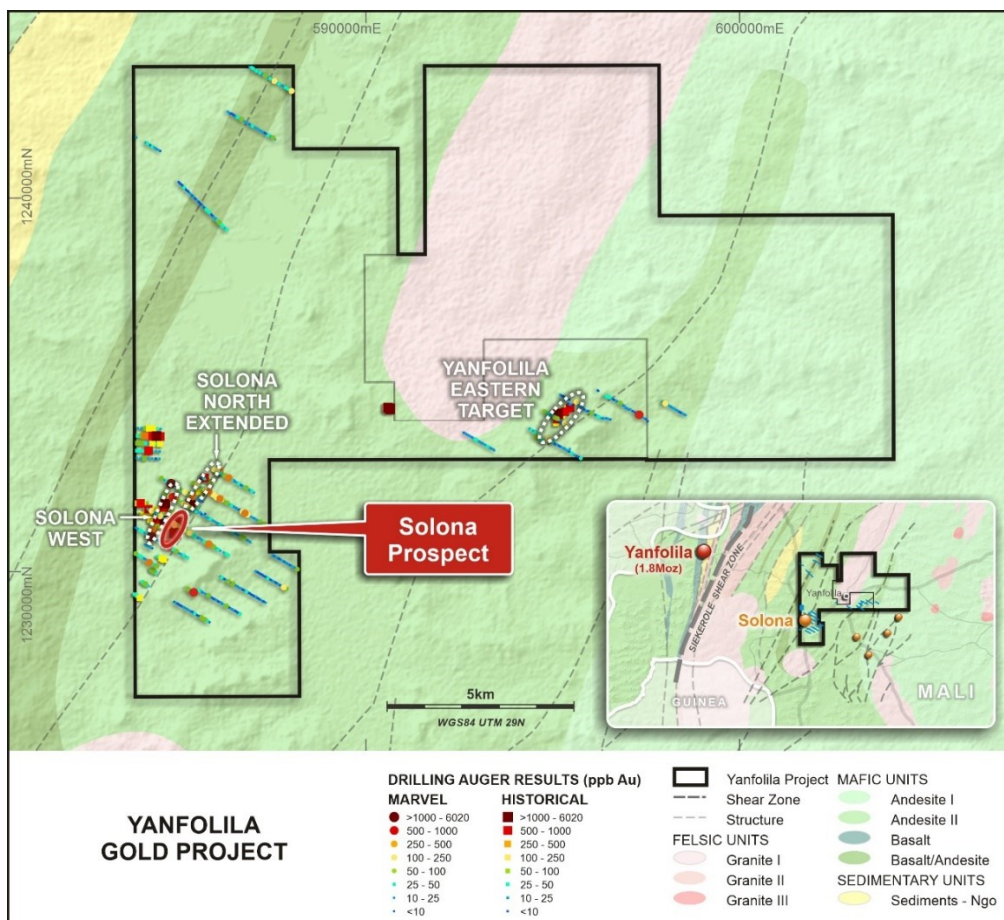 590000mE
600000mE
1240000mN
1230000mN
YANFOLILA
EASTERN
TARGET
SOLONA
NORTH
EXTENDED
SOLONA
WEST
Solona
Prospect
5km
WGS84 UTM 29N
Yanfolila
(1.8Moz)
SIEKEROLE SHEAR ZONE
Yanfolila
Solona
GUINEA
MALI
YANFOLILA
GOLD PROJECT
DRILLING AUGER RESULTS (ppb Au)
MARVEL
>1000 - 6020
500 - 1000
250 - 500
100 - 250
50 - 100
25 - 50
10 - 25
<10
HISTORICAL
>1000 - 6020
500 - 1000
250 - 500
100 - 250
50 - 100
25 - 50
10 - 25
<10
Yanfolila Project
Shear Zone
Structure
FELSIC UNITS
Granite I
Granite II
Granite III
MAFIC UNITS
Andesite I
Andesite II
Basalt
Basalt/Andesite
SEDIMENTARY UNITS
Sediments - Ngo